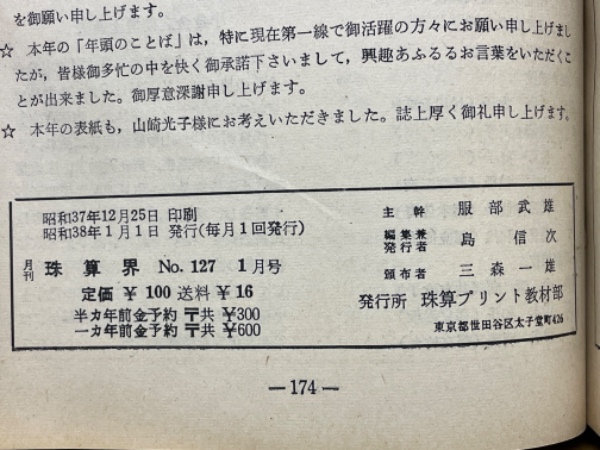 を御願い申し上げます。
☆ 本年の「年頭のことば」は，特に現在第一線で御活躍の方々にお願い申し上げまし
たが，皆様御多忙の中を快く御承諾下さいまして，興趣あふるるお言葉をいただくこ
とが出来ました。御厚意深謝申し上げます。
☆ 本年の表紙も，山崎光子様にお考えいただきました。誌上厚く御礼申し上げます。
昭和37年12月25日 印刷
昭和38年1月1日 発行(毎月1回発行)
月刊 珠算界 No. 127 1月号
定価 ¥ 100 送料 ¥ 16
半カ年前金予約 〒共 ¥300
一カ年前金予約 〒共 ¥600
主幹 服部武雄
編集兼発行者 島信次
頒布者 三森一雄
発行所 珠算プリント教材部
東京都世田谷区太子堂町426
—174—